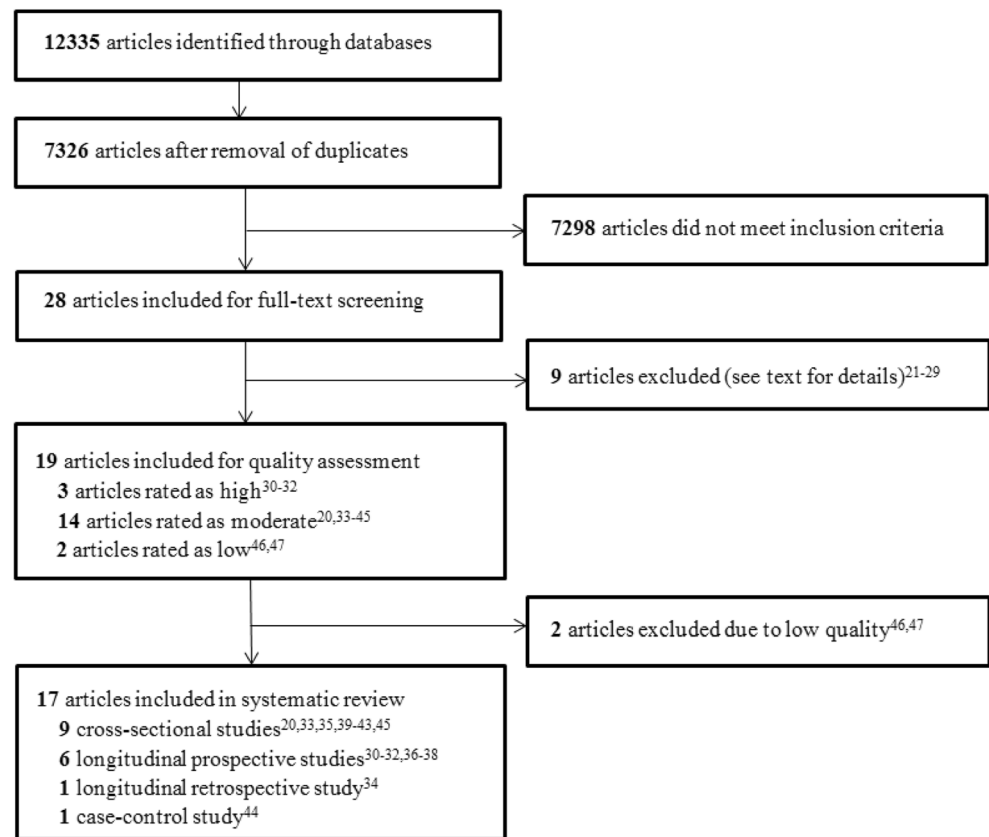 12335 articles identified through databases
7326 articles after removal of duplicates
7298 articles did not meet inclusion criteria
28 articles included for full-text screening
9 articles excluded (see text for details)21-29
19 articles included for quality assessment
3 articles rated as high30-32
14 articles rated as moderate20,33-45
2 articles rated as low46,47
2 articles excluded due to low quality46,47
17 articles included in systematic review
9 cross-sectional studies20,33,35,39-43,45
6 longitudinal prospective studies30-32,36-38
1 longitudinal retrospective study34
1 case-control study44